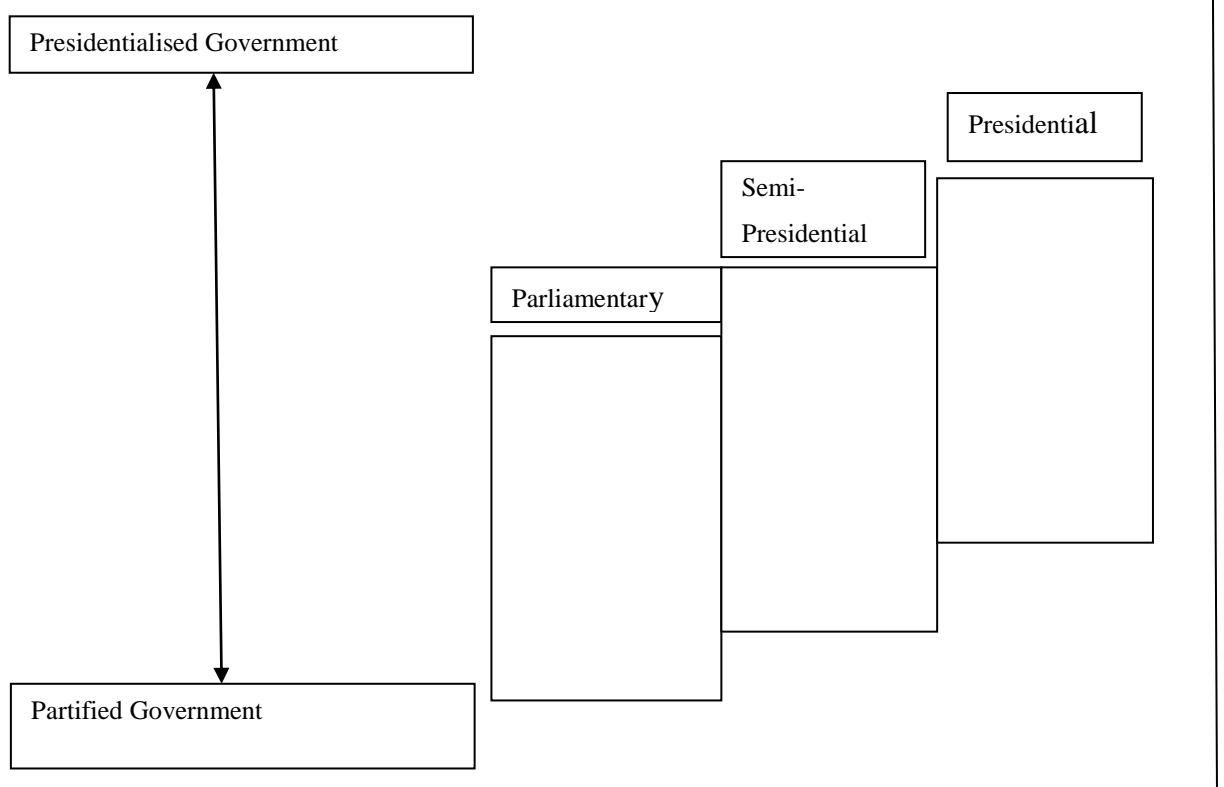 Presidentialised Government
Presidential
Semi-
Presidential
Parliamentary
Partified Government